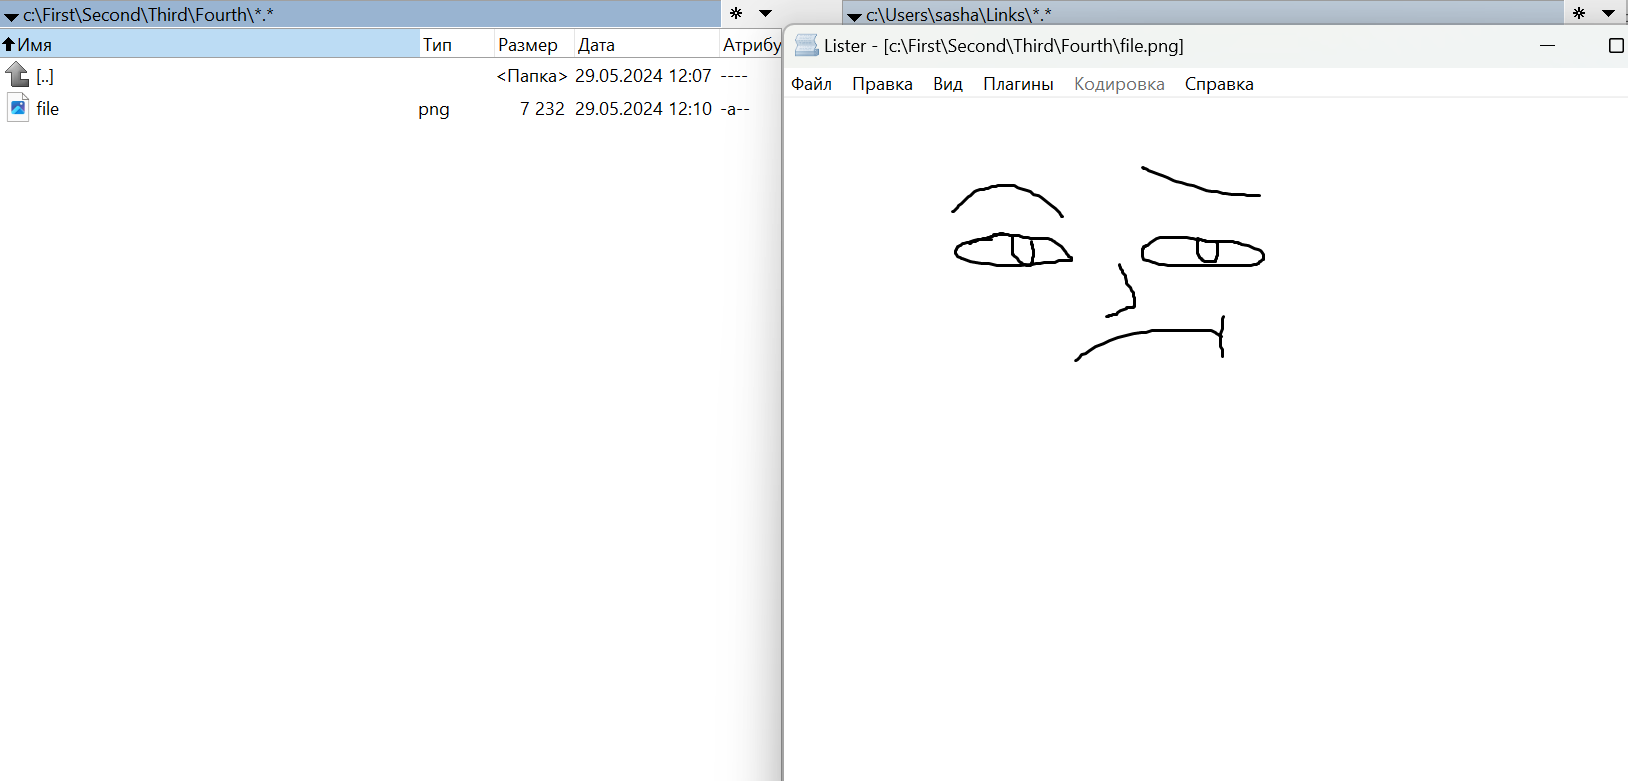 c:\First\Second\Third\Fourth\*.*
Имя Тип Размер Дата Атрибу
[..] <Папка> 29.05.2024 12:07 ----
file png 7 232 29.05.2024 12:10 -a--
c:\Users\sasha\Links\*.*
Lister - [c:\First\Second\Third\Fourth\file.png]
Файл Правка Вид Плагины Кодировка Справка